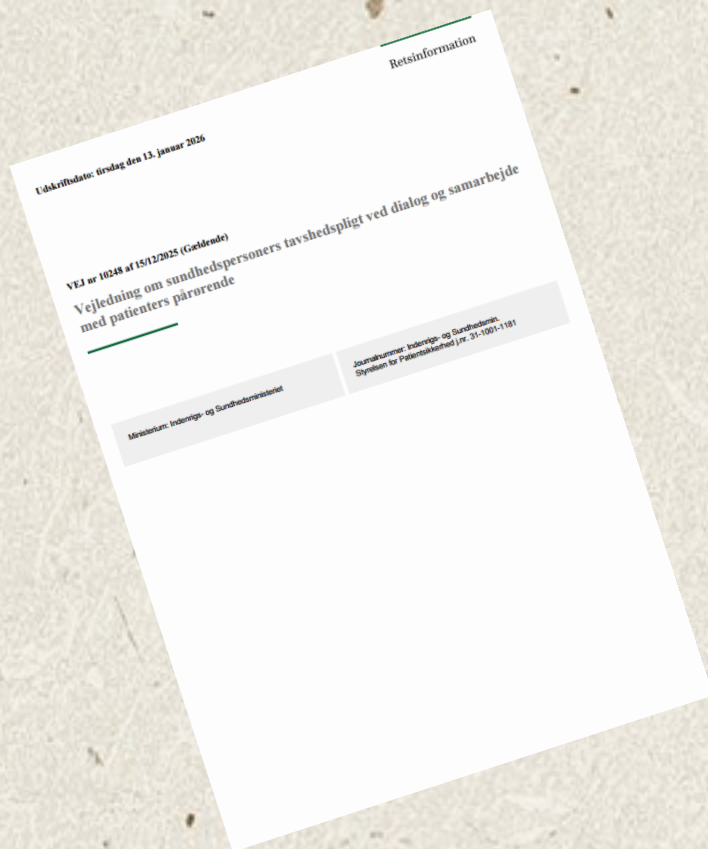 Retsinformation
Udskriftsdato: tirsdag den 13. januar 2026
VEJ nr 10248 af 15/12/2025 (Gældende)
Vejledning om sundhedspersoners tavshedspligt ved dialog og samarbejde
med patienters pårørende
Ministerium: Indenrigs- og Sundhedsministeriet
Journalnummer: Indenrigs- og Sundhedsmin.
Styrelsen for Patientsikkerhed j.nr. 31-1001-1181